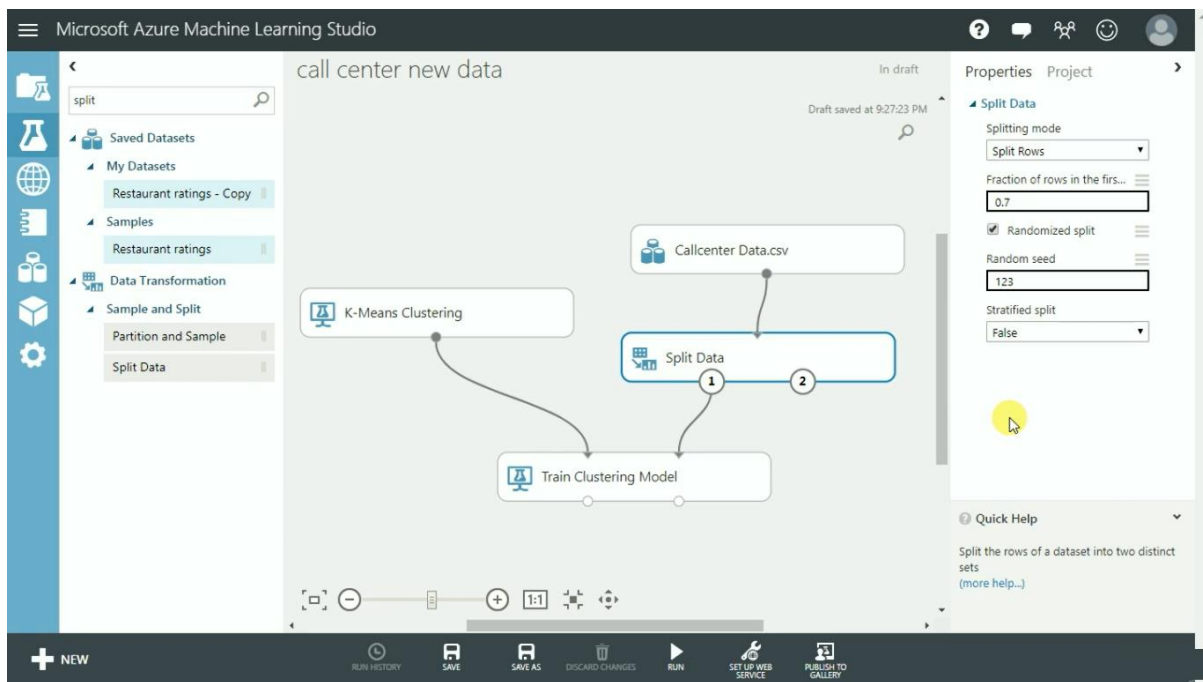 Microsoft Azure Machine Learning Studio
split
Saved Datasets
My Datasets
Restaurant ratings - Copy
Samples
Restaurant ratings
Data Transformation
Sample and Split
Partition and Sample
Split Data
call center new data
In draft
Draft saved at 9:27:23 PM
Callcenter Data.csv
K-Means Clustering
Split Data
1
2
Train Clustering Model
1:1
Properties Project
Split Data
Splitting mode
Split Rows
Fraction of rows in the firs...
0.7
Randomized split
Random seed
123
Stratified split
False
Quick Help
Split the rows of a dataset into two distinct
sets
(more help...)
NEW
RUN HISTORY
SAVE
SAVE AS
DISCARD CHANGES
RUN
SET UP WEB
SERVICE
PUBLISH TO
GALLERY